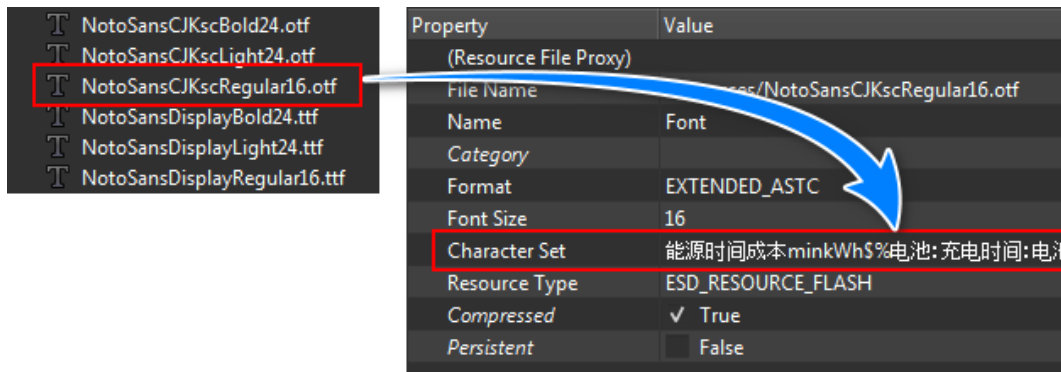 NotoSansCJKscBold24.otf
NotoSansCJKscLight24.otf
NotoSansCJKscRegular16.otf
NotoSansDisplayBold24.ttf
NotoSansDisplayLight24.ttf
NotoSansDisplayRegular16.ttf
Property Value
(Resource File Proxy)
File Name /NotoSansCJKscRegular16.otf
Name Font
Category
Format EXTENDED_ASTC
Font Size 16
Character Set 能源时间成本minkWh$%电池:充电时间:电池
Resource Type ESD_RESOURCE_FLASH
Compressed ✓ True
Persistent False